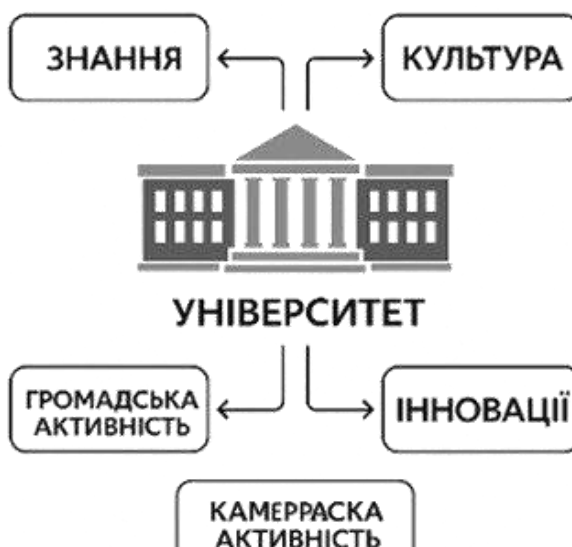 ЗНАННЯ
КУЛЬТУРА
УНІВЕРСИТЕТ
ГРОМАДСЬКА
АКТИВНІСТЬ
ІННОВАЦІЇ
КАМЕРРАСКА
АКТИВНІСТЬ